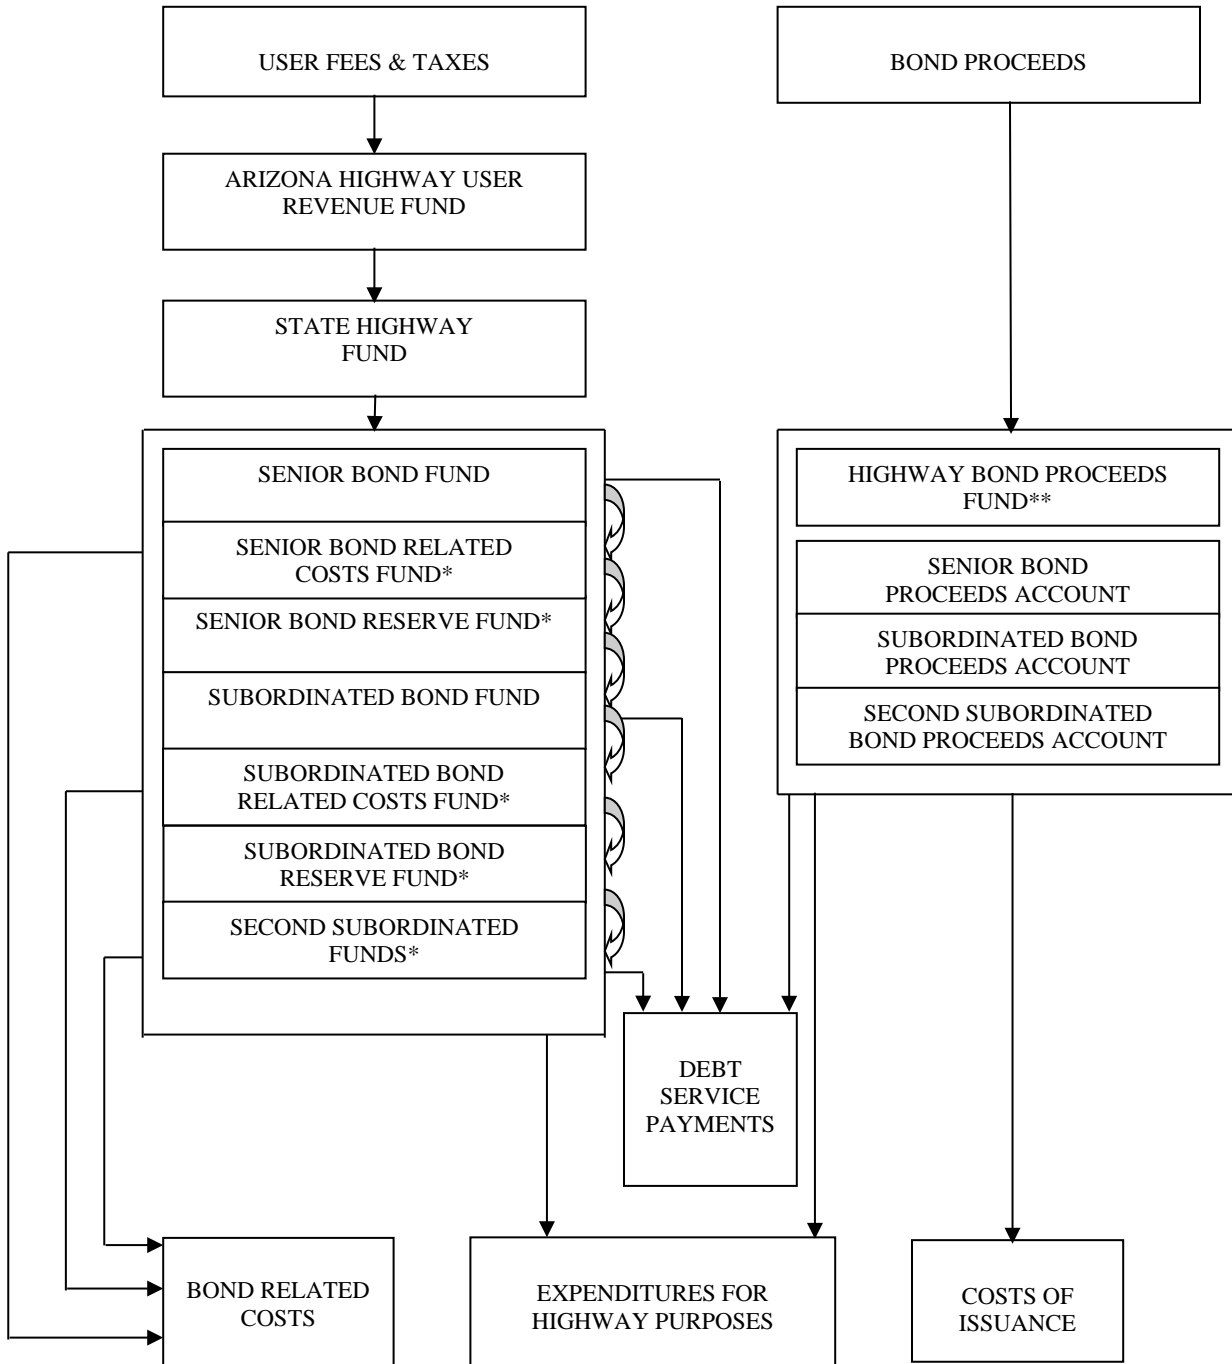 USER FEES & TAXES
BOND PROCEEDS
ARIZONA HIGHWAY USER
REVENUE FUND
STATE HIGHWAY
FUND
SENIOR BOND FUND
SENIOR BOND RELATED
COSTS FUND*
SENIOR BOND RESERVE FUND*
SUBORDINATED BOND FUND
SUBORDINATED BOND
RELATED COSTS FUND*
SUBORDINATED BOND
RESERVE FUND*
SECOND SUBORDINATED
FUNDS*
HIGHWAY BOND PROCEEDS
FUND**
SENIOR BOND
PROCEEDS ACCOUNT
SUBORDINATED BOND
PROCEEDS ACCOUNT
SECOND SUBORDINATED
BOND PROCEEDS ACCOUNT
DEBT
SERVICE
PAYMENTS
BOND RELATED
COSTS
EXPENDITURES FOR
HIGHWAY PURPOSES
COSTS OF
ISSUANCE